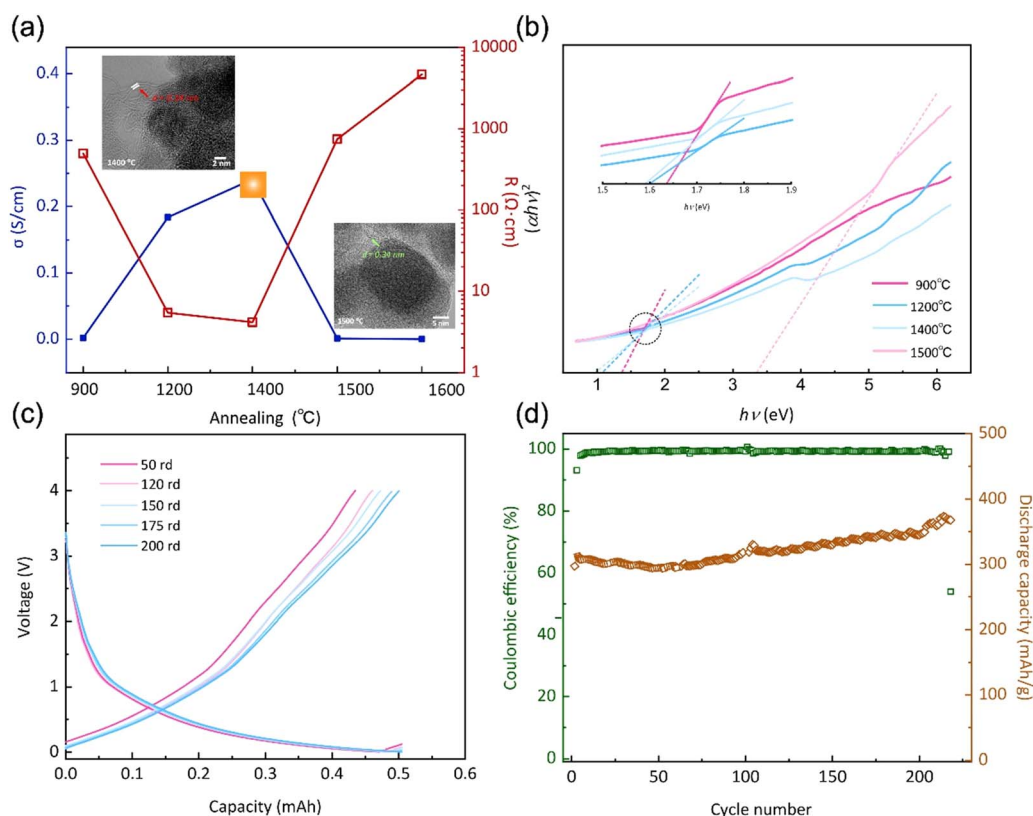 (a)
σ (S/cm)
0.4
0.3
0.2
0.1
0.0
900
1200
1400
1500
1600
Annealing (°C)
10000
1000
100
10
1
R (Ω·cm)
1400 °C
2 nm
d = 0.34 nm
1500 °C
5 nm
(b)
(αhν)²
1
2
3
4
5
6
hν (eV)
1.5
1.6
1.7
1.8
1.9
hν (eV)
900°C
1200°C
1400°C
1500°C
(c)
Voltage (V)
4
3
2
1
0
0.0
0.1
0.2
0.3
0.4
0.5
0.6
Capacity (mAh)
50 rd
120 rd
150 rd
175 rd
200 rd
(d)
Coulombic efficiency (%)
100
80
60
40
20
0
0
50
100
150
200
Cycle number
500
400
300
200
100
0
Discharge capacity (mAh/g)